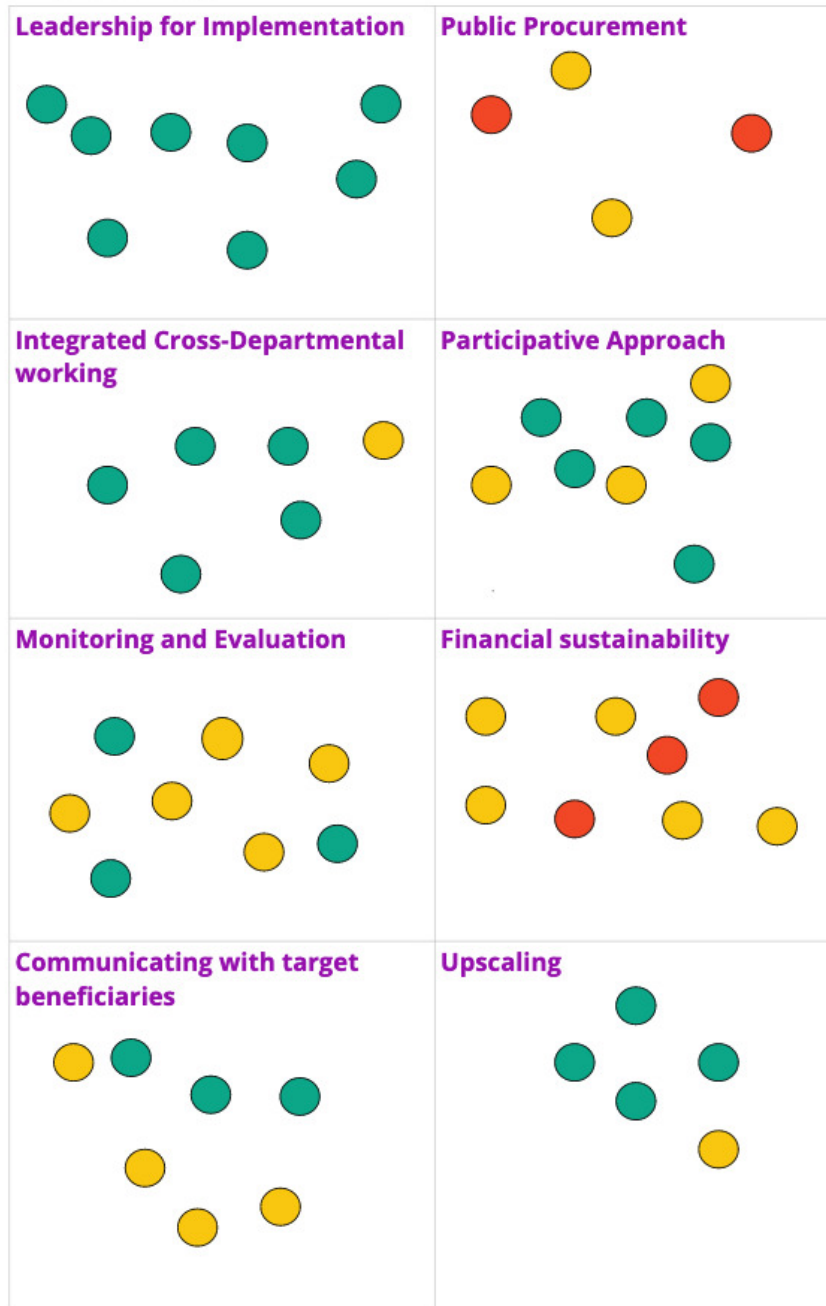 Leadership for Implementation
Public Procurement
Integrated Cross-Departmental
working
Participative Approach
Monitoring and Evaluation
Financial sustainability
Communicating with target
beneficiaries
Upscaling